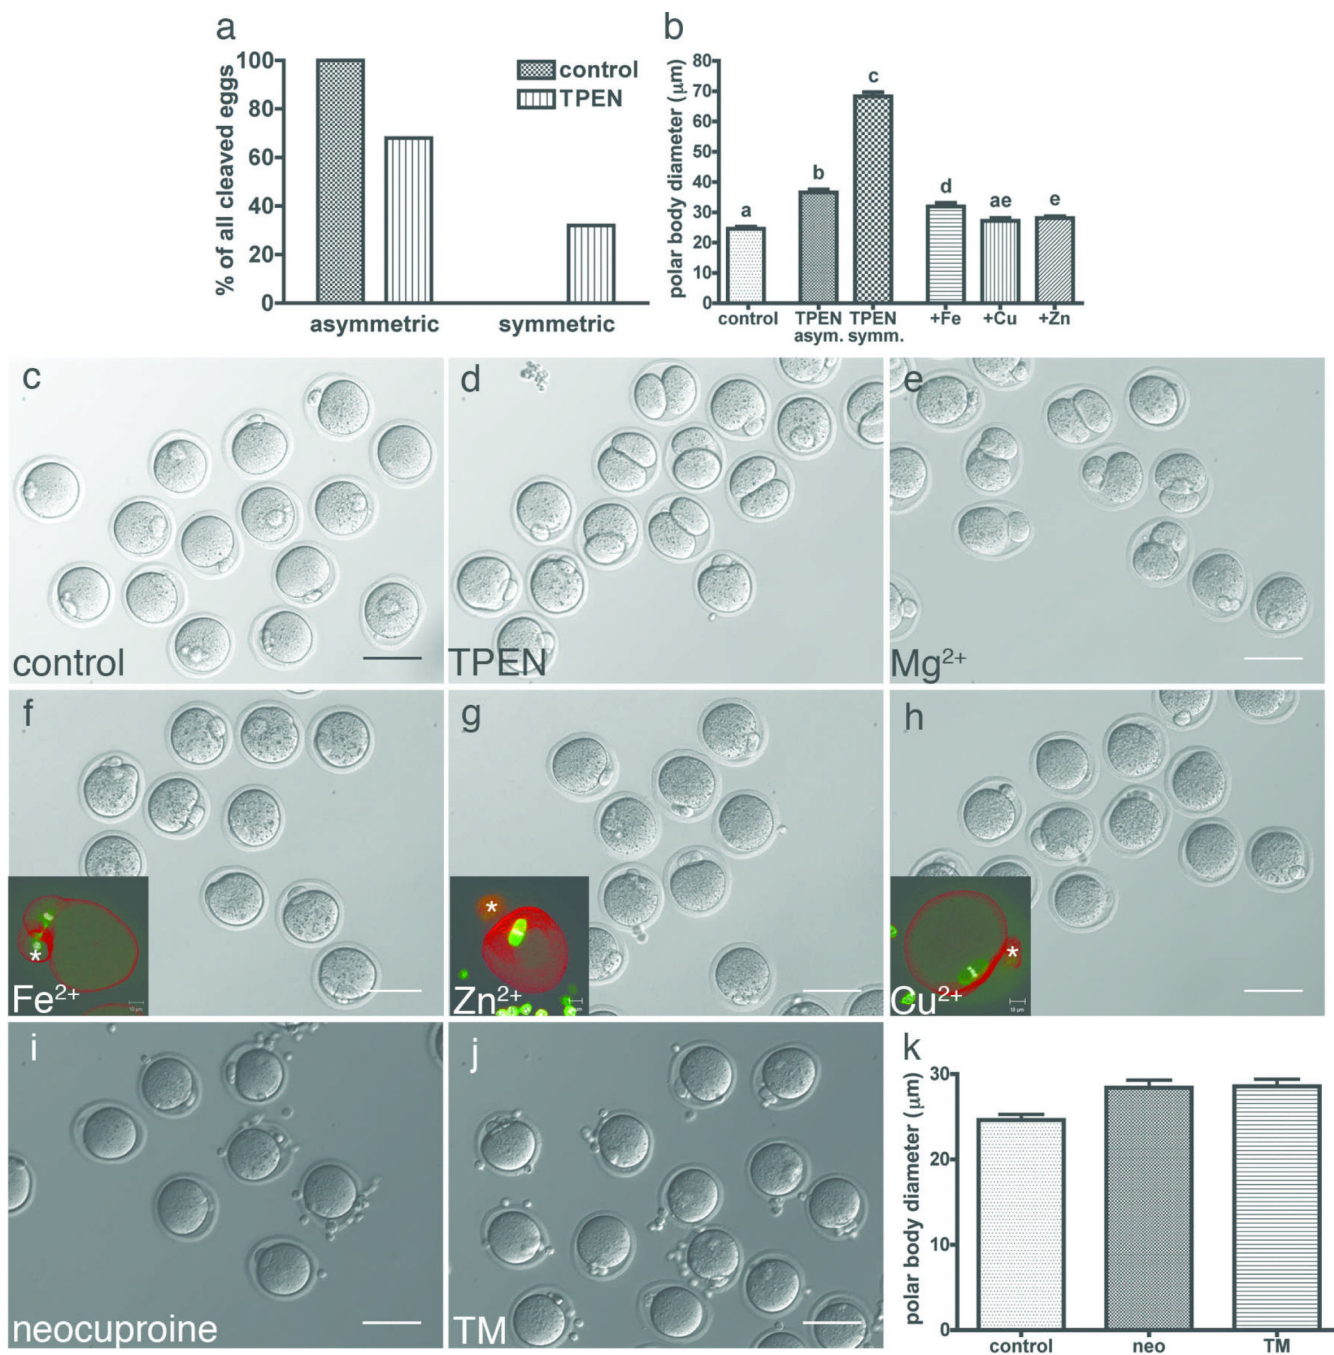 a
100
80
60
40
20
0
% of all cleaved eggs
control
TPEN
asymmetric
symmetric
b
80
70
60
50
40
30
20
10
0
polar body diameter (μm)
a
b
c
d
ae
e
control
TPEN
asym.
TPEN
symm.
+Fe
+Cu
+Zn
c
control
d
TPEN
e
Mg²⁺
f
*
Fe²⁺
g
*
Zn²⁺
h
*
Cu²⁺
i
neocuproine
j
TM
k
30
20
10
0
polar body diameter (μm)
control
neo
TM